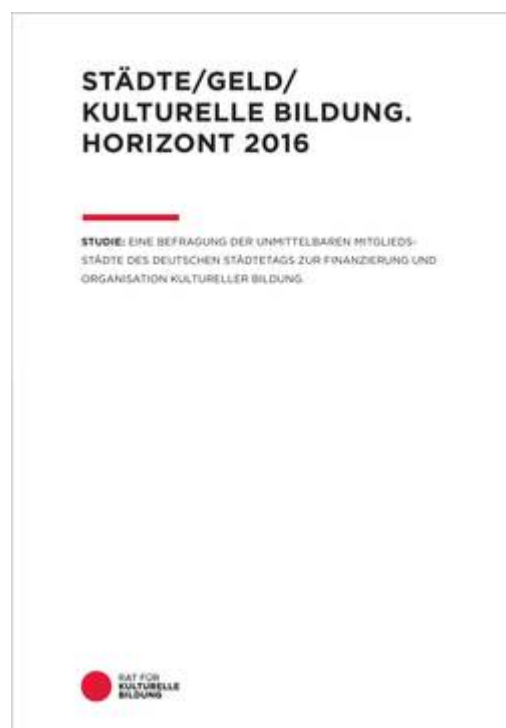 STÄDTE/GELD/
KULTURELLE BILDUNG.
HORIZONT 2016
STUDIE: EINE BEFRAGUNG DER UNMITTELBAREN MITGLIEDS-
STÄDTE DES DEUTSCHEN STÄDTETAGS ZUR FINANZIERUNG UND
ORGANISATION KULTURELLER BILDUNG.
RAT FÜR
KULTURELLE
BILDUNG